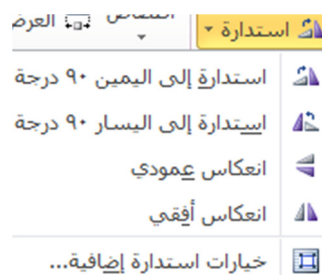 استدارة اقتصاص العرض
استدارة إلى اليمين ٩٠ درجة
استدارة إلى اليسار ٩٠ درجة
انعكاس عمودي
انعكاس أفقي
خيارات استدارة إضافية...